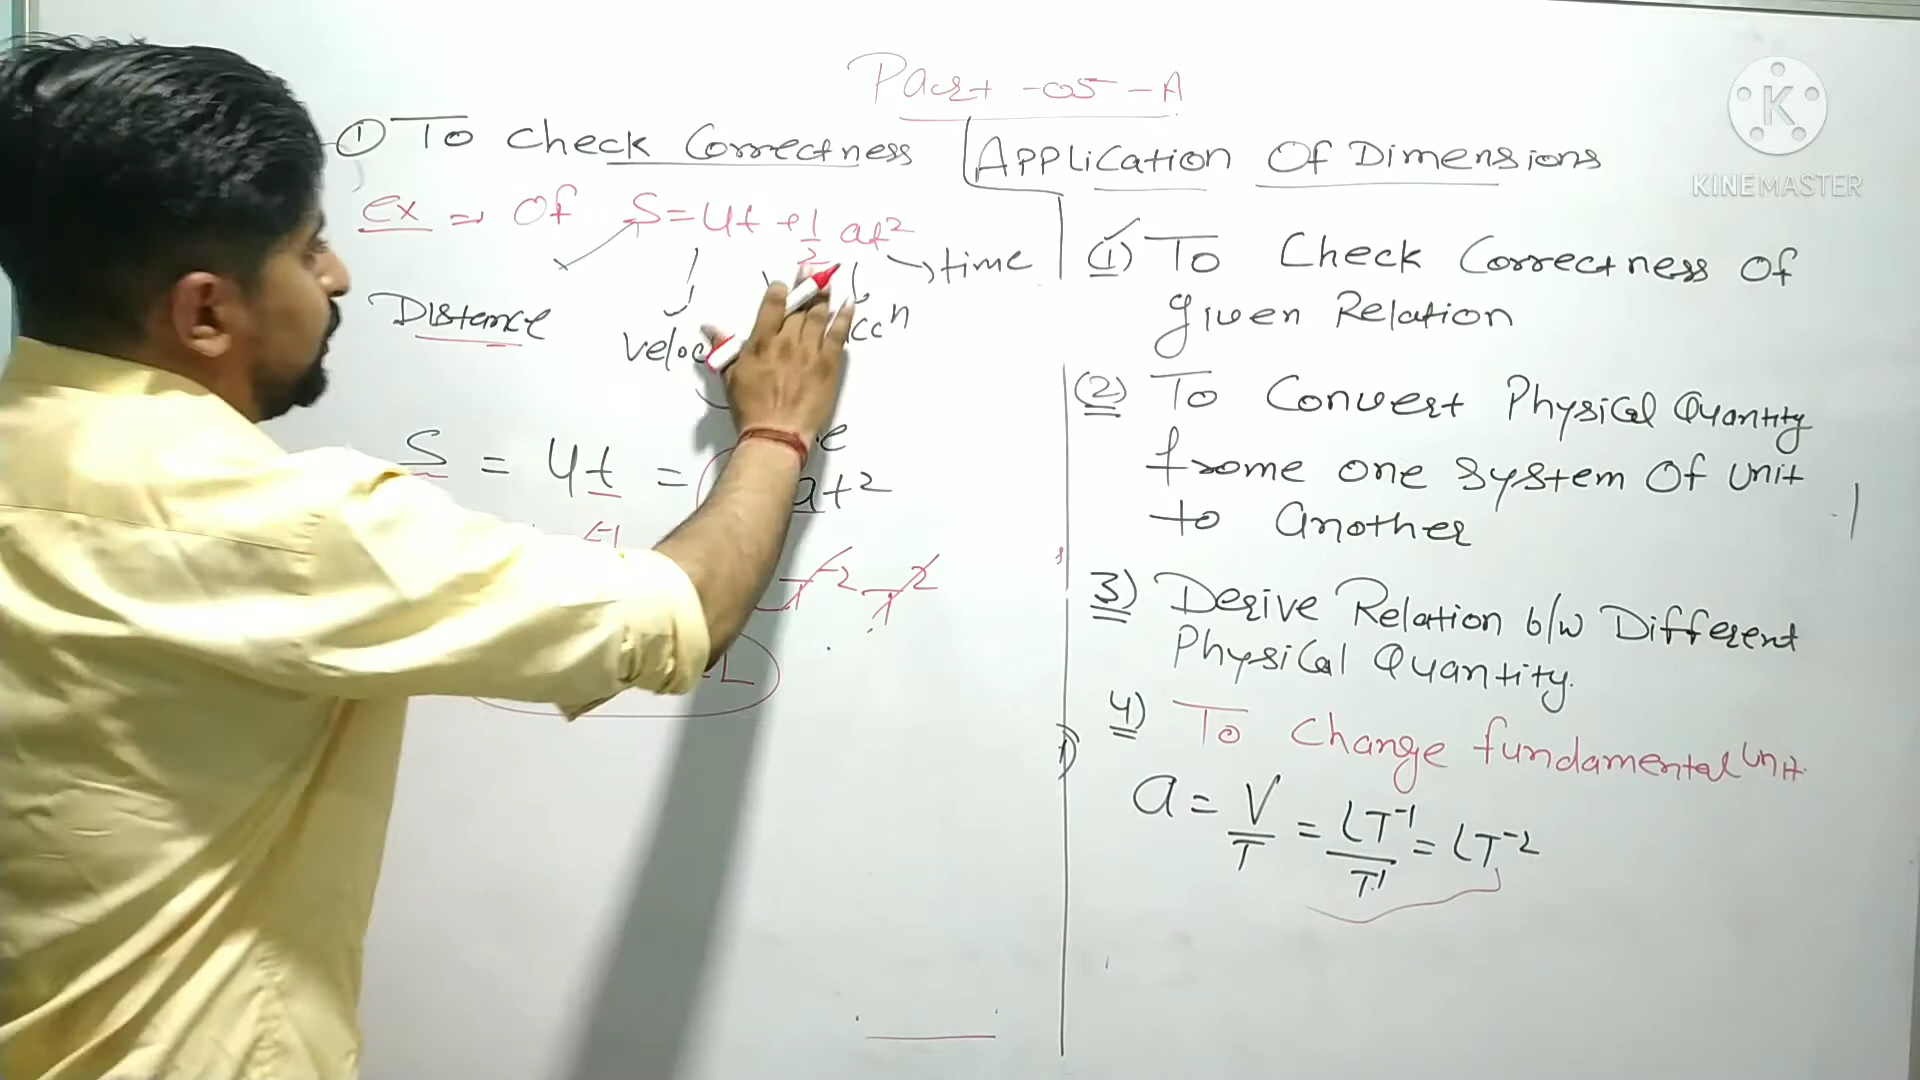 Part -05-A
① To Check Correctness
ex = Of S=ut+1/2 at²
time
Distance
S = ut = at²
Application Of Dimensions
(1) To Check Correctness Of
given Relation
(2) To Convert Physical Quantity
frome one system Of Unit
to another
3) Derive Relation b/w Different
Physical Quantity.
4) To Change fundamental Unit.
a = V/T = LT⁻¹/T¹ = LT⁻²
KINEMASTER